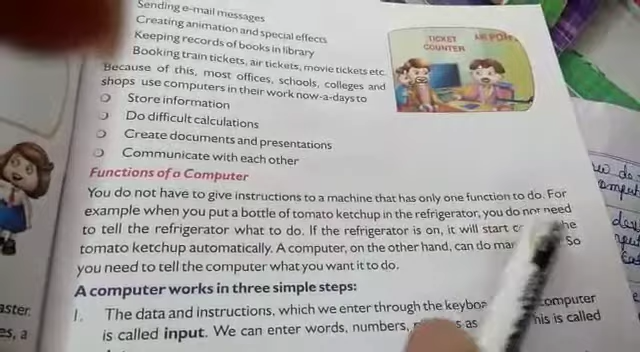 Sending e-mail messages
Creating animation and special effects
Keeping records of books in library
Booking train tickets, air tickets, movie tickets etc.
Because of this, most offices, schools, colleges and
shops use computers in their work now-a-days to
Store information
Do difficult calculations
Create documents and presentations
Communicate with each other
TICKET
COUNTER
Functions of a Computer
You do not have to give instructions to a machine that has only one function to do. For
example when you put a bottle of tomato ketchup in the refrigerator, you do not need
to tell the refrigerator what to do. If the refrigerator is on, it will start
tomato ketchup automatically. A computer, on the other hand, can do So
you need to tell the computer what you want it to do.
A computer works in three simple steps:
1. The data and instructions, which we enter through the computer
is called input. We can enter words, numbers, as his is called
es, a